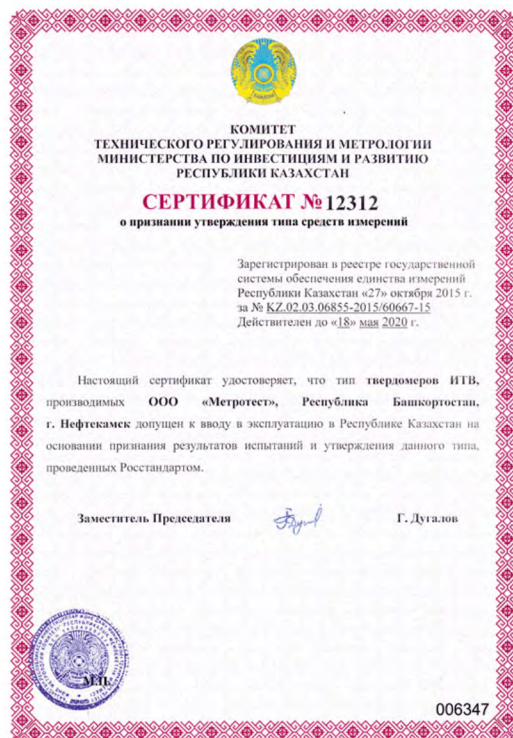 КОМИТЕТ
ТЕХНИЧЕСКОГО РЕГУЛИРОВАНИЯ И МЕТРОЛОГИИ
МИНИСТЕРСТВА ПО ИНВЕСТИЦИЯМ И РАЗВИТИЮ
РЕСПУБЛИКИ КАЗАХСТАН
СЕРТИФИКАТ № 12312
о признании утверждения типа средств измерений
Зарегистрирован в реестре государственной
системы обеспечения единства измерений
Республики Казахстан «27» октября 2015 г.
за № KZ.02.03.06855-2015/60667-15
Действителен до «18» мая 2020 г.
Настоящий сертификат удостоверяет, что тип твердомеров ИТВ,
производимых ООО «Метротест», Республика Башкортостан,
г. Нефтекамск допущен к вводу в эксплуатацию в Республике Казахстан на
основании признания результатов испытаний и утверждения данного типа,
проведенных Росстандартом.
Заместитель Председателя Г. Дугалов
М.П.
006347